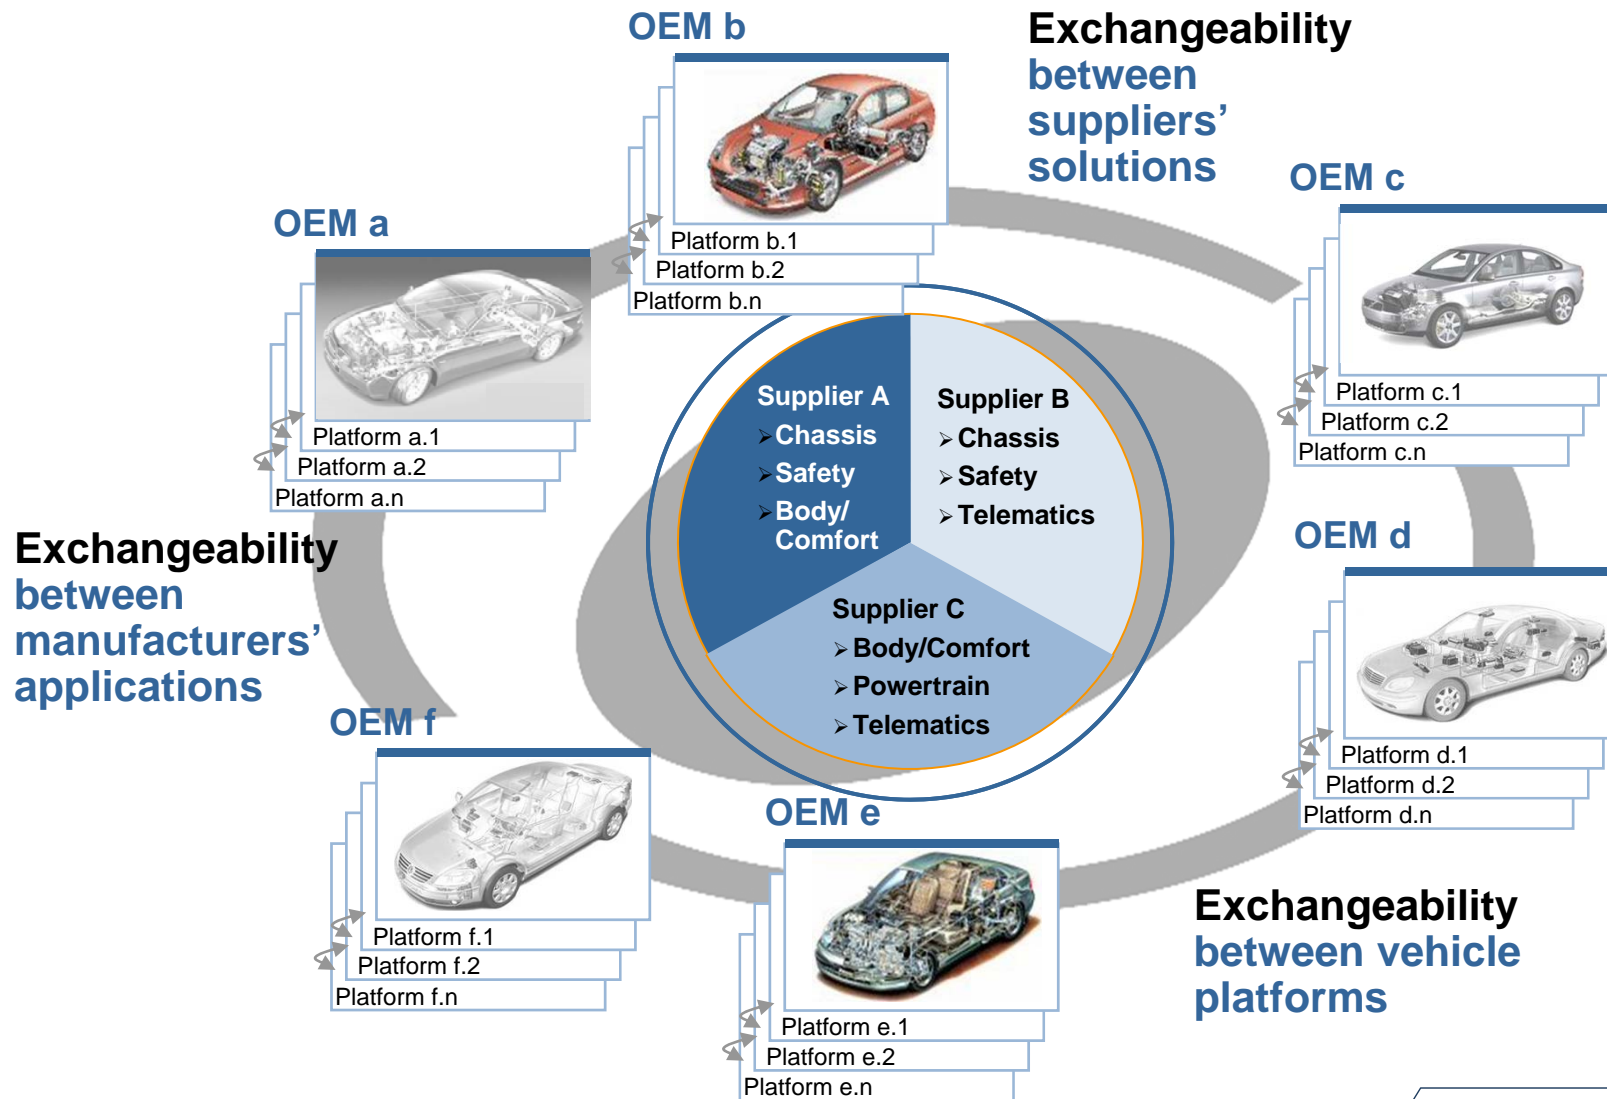 OEM b
Platform b.1
Platform b.2
Platform b.n
Exchangeability
between
suppliers’
solutions
OEM a
Platform a.1
Platform a.2
Platform a.n
OEM c
Platform c.1
Platform c.2
Platform c.n
Supplier A
➢Chassis
➢Safety
➢Body/
Comfort
Supplier B
➢Chassis
➢Safety
➢Telematics
Supplier C
➢Body/Comfort
➢Powertrain
➢Telematics
Exchangeability
between
manufacturers’
applications
OEM d
Platform d.1
Platform d.2
Platform d.n
OEM f
Platform f.1
Platform f.2
Platform f.n
OEM e
Platform e.1
Platform e.2
Platform e.n
Exchangeability
between vehicle
platforms